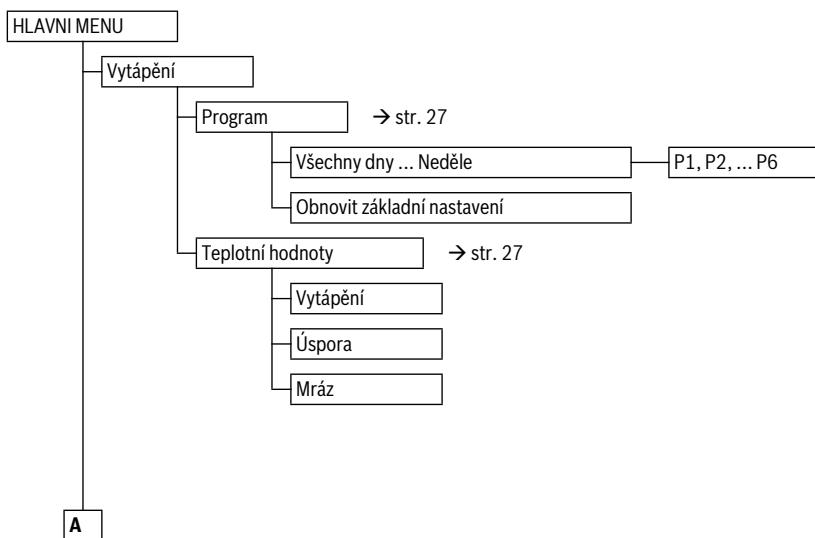 HLAVNI MENU
Vytápění
Program → str. 27
Všechny dny ... Neděle P1, P2, ... P6
Obnovit základní nastavení
Teplotní hodnoty → str. 27
Vytápění
Úspora
Mráz
A